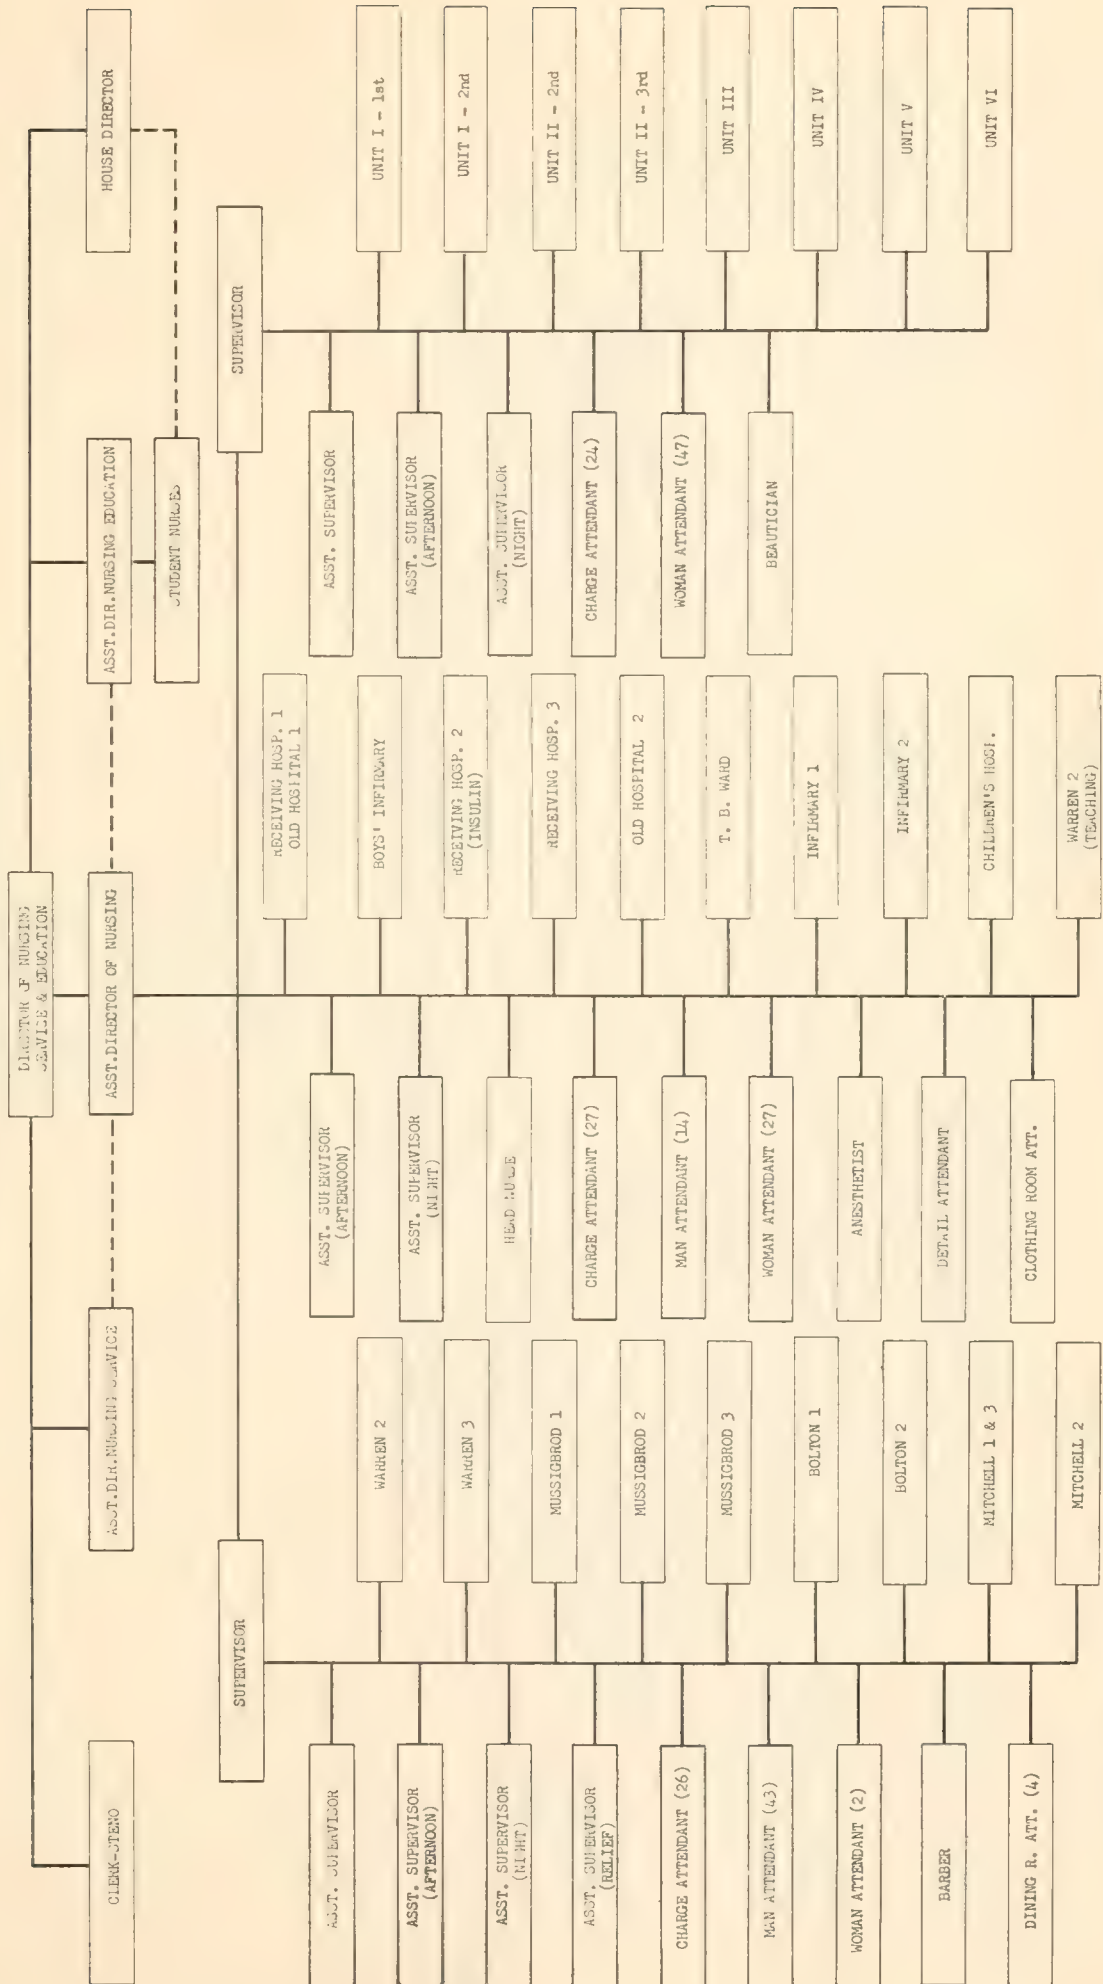 DIRECTOR OF NURSING
SERVICE & EDUCATION
CLERK-STENO
ASST.DIR.NURSING SERVICE
ASST.DIRECTOR OF NURSING
ASST.DIR.NURSING EDUCATION
HOUSE DIRECTOR
STUDENT NURSES
SUPERVISOR
SUPERVISOR
ASST. SUPERVISOR
ASST. SUPERVISOR
(AFTERNOON)
ASST. SUPERVISOR
(NIGHT)
ASST. SUPERVISOR
(RELIEF)
CHARGE ATTENDANT (26)
MAN ATTENDANT (43)
WOMAN ATTENDANT (2)
BARBER
DINING R. ATT. (4)
WARREN 2
WARREN 3
MUSSIGBROD 1
MUSSIGBROD 2
MUSSIGBROD 3
BOLTON 1
BOLTON 2
MITCHELL 1 & 3
MITCHELL 2
ASST. SUPERVISOR
(AFTERNOON)
ASST. SUPERVISOR
(NIGHT)
HEAD NURSE
CHARGE ATTENDANT (27)
MAN ATTENDANT (14)
WOMAN ATTENDANT (27)
ANESTHETIST
DETAIL ATTENDANT
CLOTHING ROOM ATT.
RECEIVING HOSP. 1
OLD HOSPITAL 1
BOYS' INFIRMARY
RECEIVING HOSP. 2
(INSULIN)
RECEIVING HOSP. 3
OLD HOSPITAL 2
T. B. WARD
INFIRMARY 1
INFIRMARY 2
CHILDREN'S HOSP.
WARREN 2
(TEACHING)
ASST. SUPERVISOR
ASST. SUPERVISOR
(AFTERNOON)
ASST. SUPERVISOR
(NIGHT)
CHARGE ATTENDANT (24)
WOMAN ATTENDANT (47)
BEAUTICIAN
UNIT I - 1st
UNIT I - 2nd
UNIT II - 2nd
UNIT II - 3rd
UNIT III
UNIT IV
UNIT V
UNIT VI